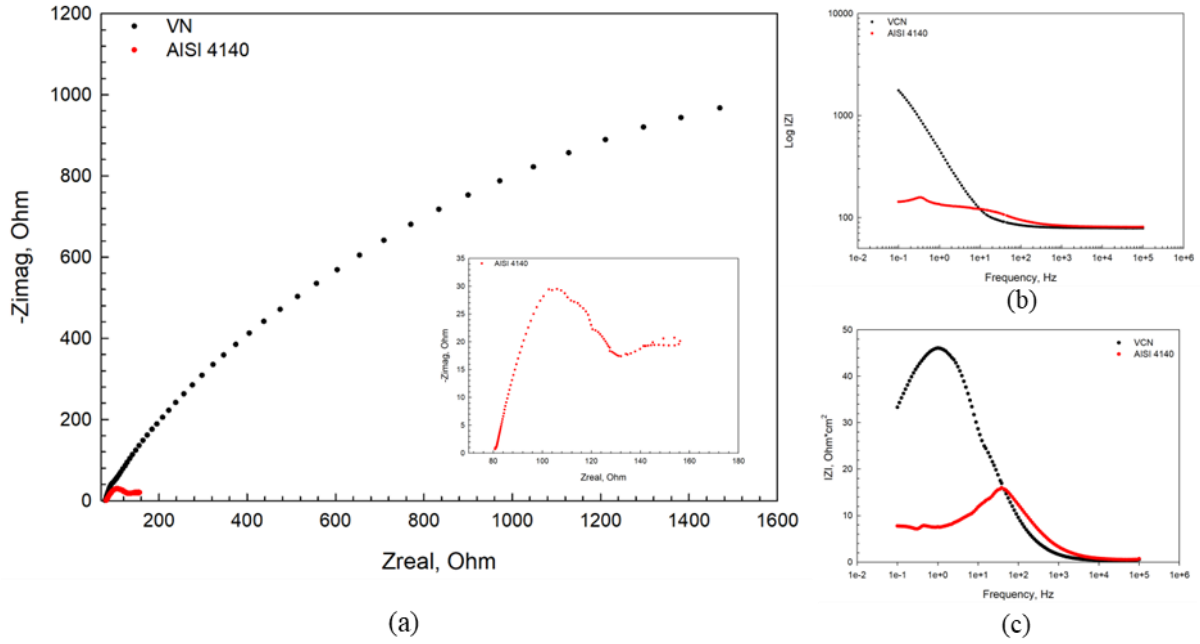 1200
1000
800
600
400
200
0
-Zimag, Ohm
VN
AISI 4140
200 400 600 800 1000 1200 1400 1600
Zreal, Ohm
35
30
25
20
15
10
5
0
-Zimag, Ohm
AISI 4140
60 80 100 120 140 160 180
Zreal, Ohm
(a)
10000
1000
100
Log IZI
VCN
AISI 4140
1e-2 1e-1 1e+0 1e+1 1e+2 1e+3 1e+4 1e+5 1e+6
Frequency, Hz
(b)
50
40
30
20
10
0
IZI, Ohm*cm²
VCN
AISI 4140
1e-2 1e-1 1e+0 1e+1 1e+2 1e+3 1e+4 1e+5 1e+6
Frequency, Hz
(c)